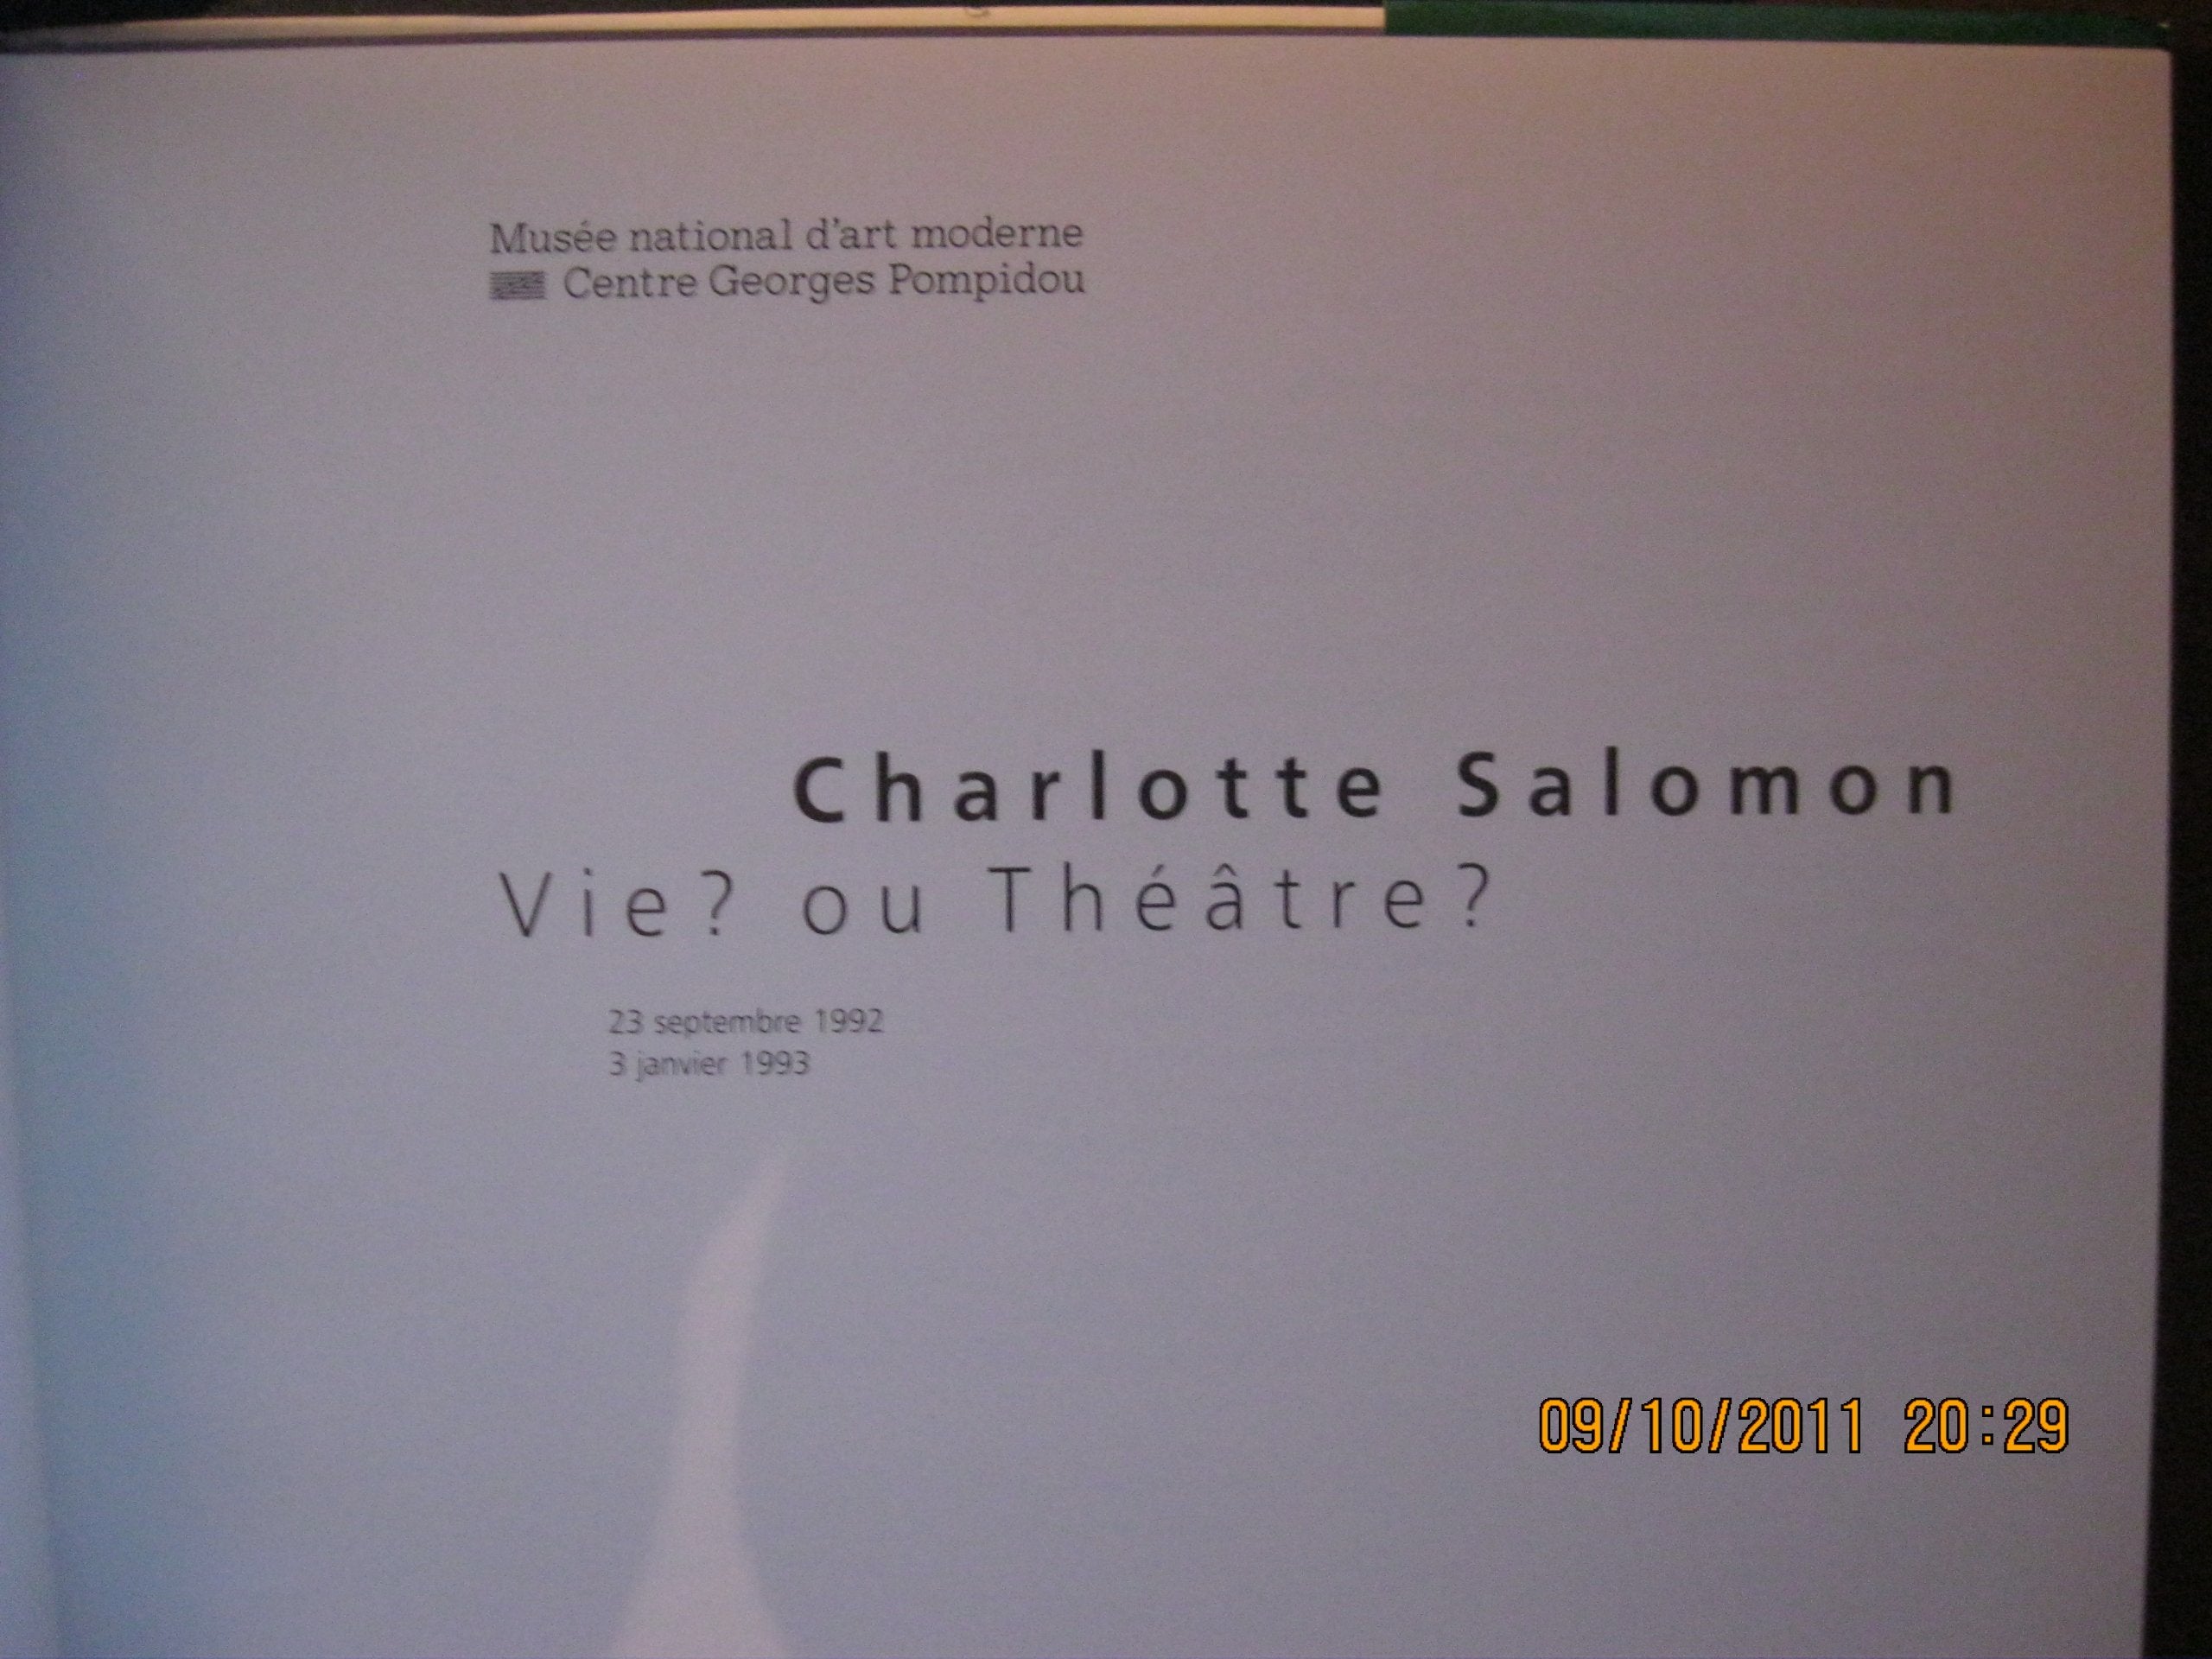 Musée national d'art moderne
Centre Georges Pompidou
Charlotte Salomon
Vie? ou Théâtre?
23 septembre 1992
3 janvier 1993
09/10/2011 20:29